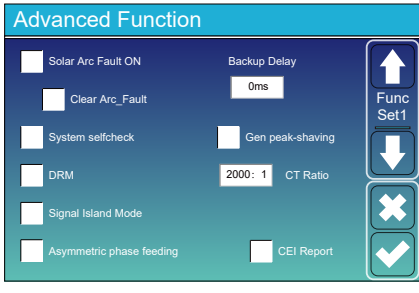 Advanced Function
Solar Arc Fault ON
Backup Delay
0ms
Clear Arc_Fault
Func
Set1
System selfcheck
Gen peak-shaving
DRM
2000: 1
CT Ratio
Signal Island Mode
Asymmetric phase feeding
CEI Report